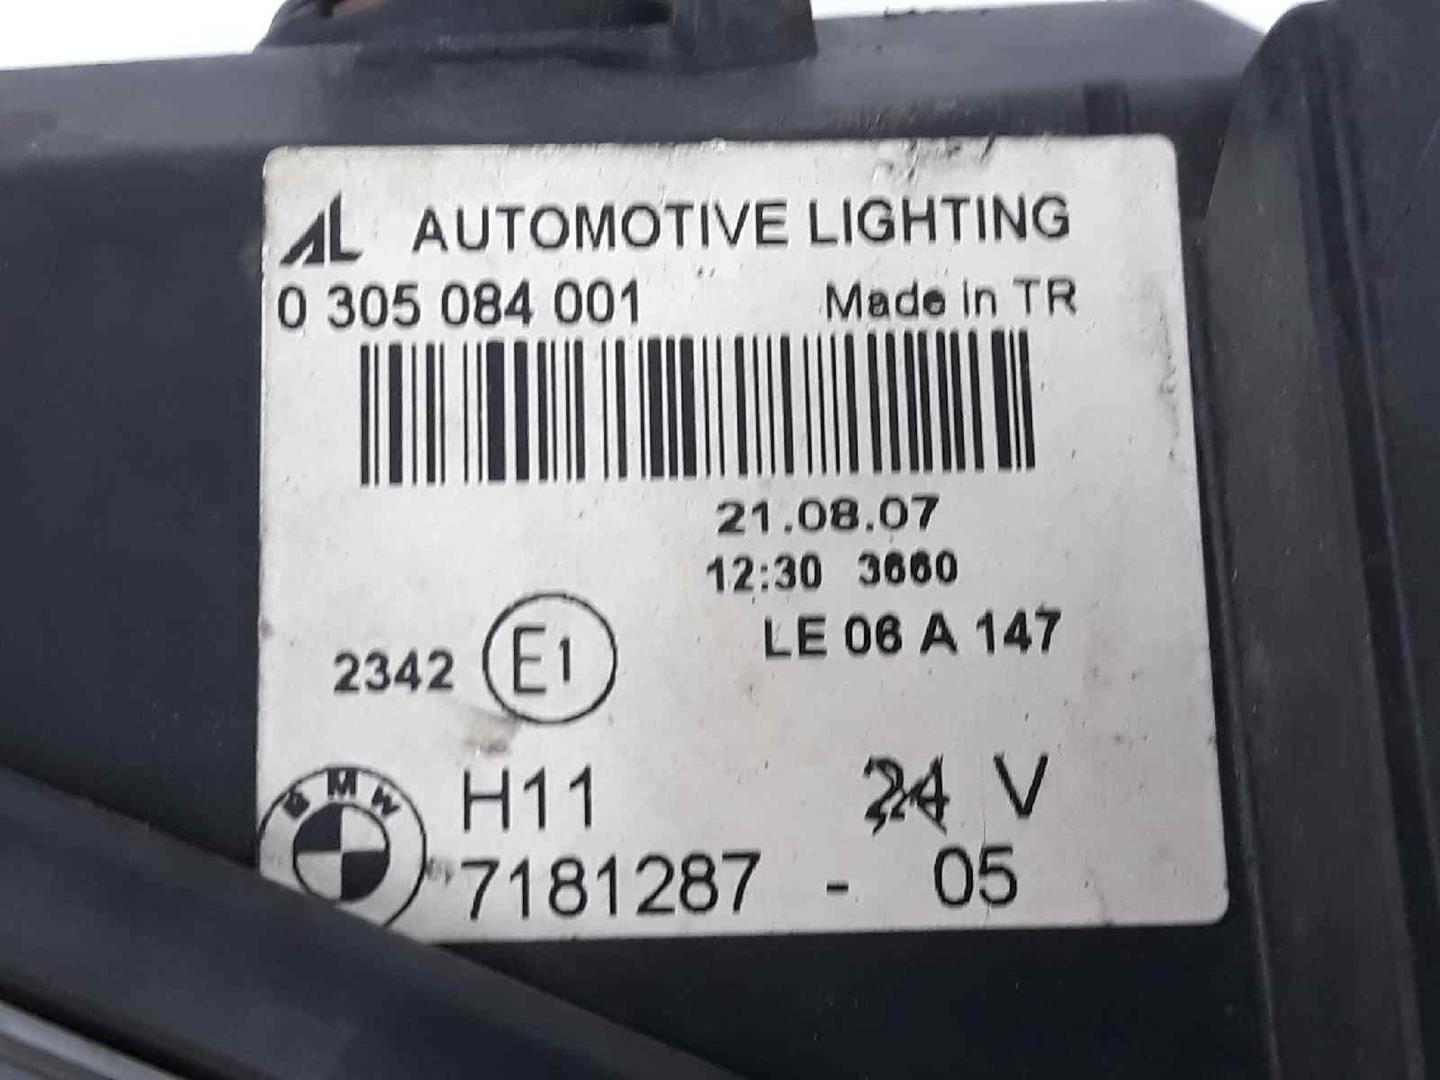 AL AUTOMOTIVE LIGHTING
0 305 084 001 Made in TR
21.08.07
12:30 3660
LE 06 A 147
2342 E1
BMW
H11 V
7181287 - 05